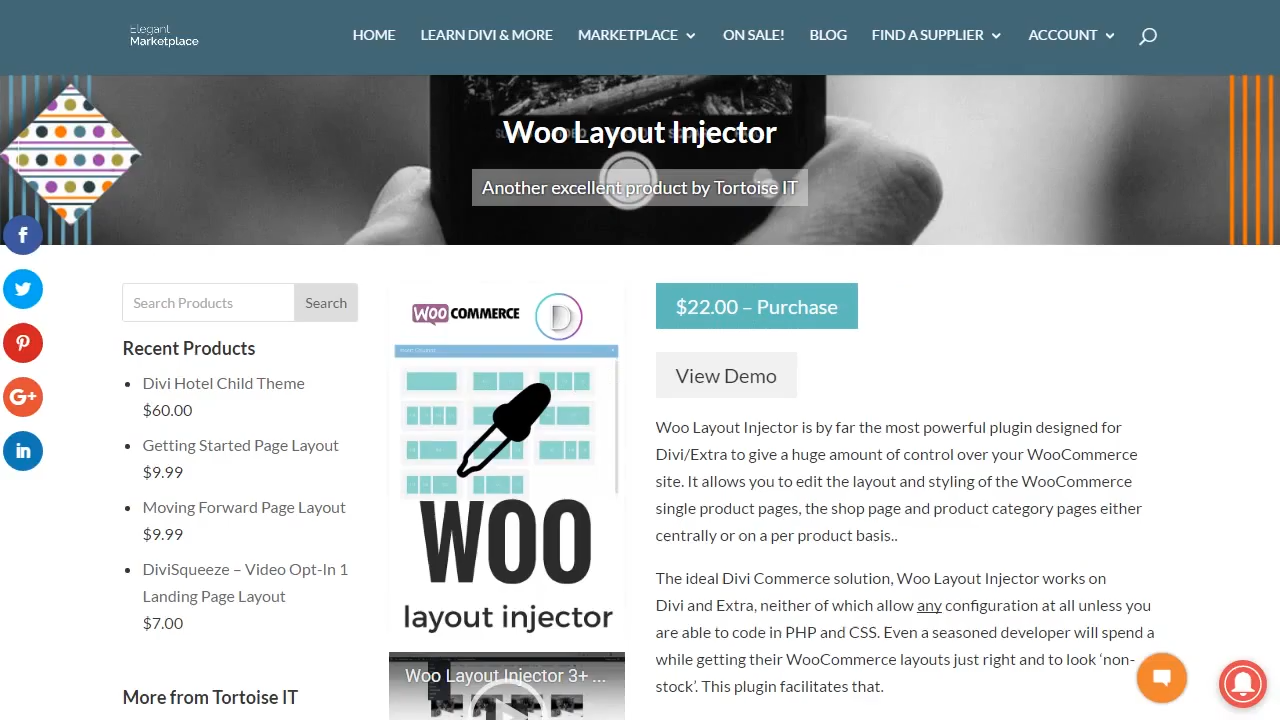 Elegant
Marketplace
HOME
LEARN DIVI & MORE
MARKETPLACE
ON SALE!
BLOG
FIND A SUPPLIER
ACCOUNT
Woo Layout Injector
Another excellent product by Tortoise IT
Search Products
Search
Recent Products
Divi Hotel Child Theme
$60.00
Getting Started Page Layout
$9.99
Moving Forward Page Layout
$9.99
DiviSqueeze – Video Opt-In 1
Landing Page Layout
$7.00
More from Tortoise IT
WOO COMMERCE
D
WOO
layout injector
Woo Layout Injector 3+ ...
$22.00 – Purchase
View Demo
Woo Layout Injector is by far the most powerful plugin designed for
Divi/Extra to give a huge amount of control over your WooCommerce
site. It allows you to edit the layout and styling of the WooCommerce
single product pages, the shop page and product category pages either
centrally or on a per product basis..
The ideal Divi Commerce solution, Woo Layout Injector works on
Divi and Extra, neither of which allow any configuration at all unless you
are able to code in PHP and CSS. Even a seasoned developer will spend a
while getting their WooCommerce layouts just right and to look ‘non-
stock’. This plugin facilitates that.